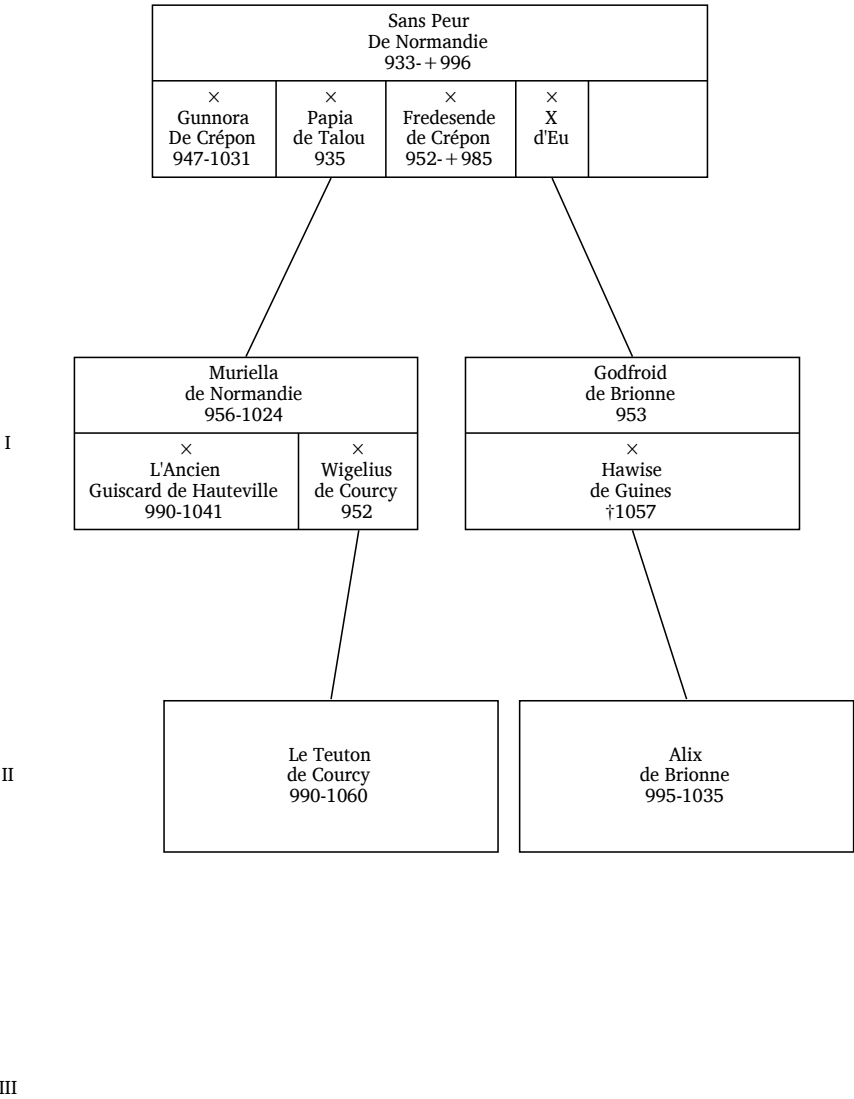 Sans Peur
De Normandie
933-+996
×
Gunnora
De Crépon
947-1031
×
Papia
de Talou
935
×
Fredesende
de Crépon
952-+985
×
X
d'Eu
I
Muriella
de Normandie
956-1024
×
L'Ancien
Guiscard de Hauteville
990-1041
×
Wigelius
de Courcy
952
Godfroid
de Brionne
953
×
Hawise
de Guines
†1057
II
Le Teuton
de Courcy
990-1060
Alix
de Brionne
995-1035
III